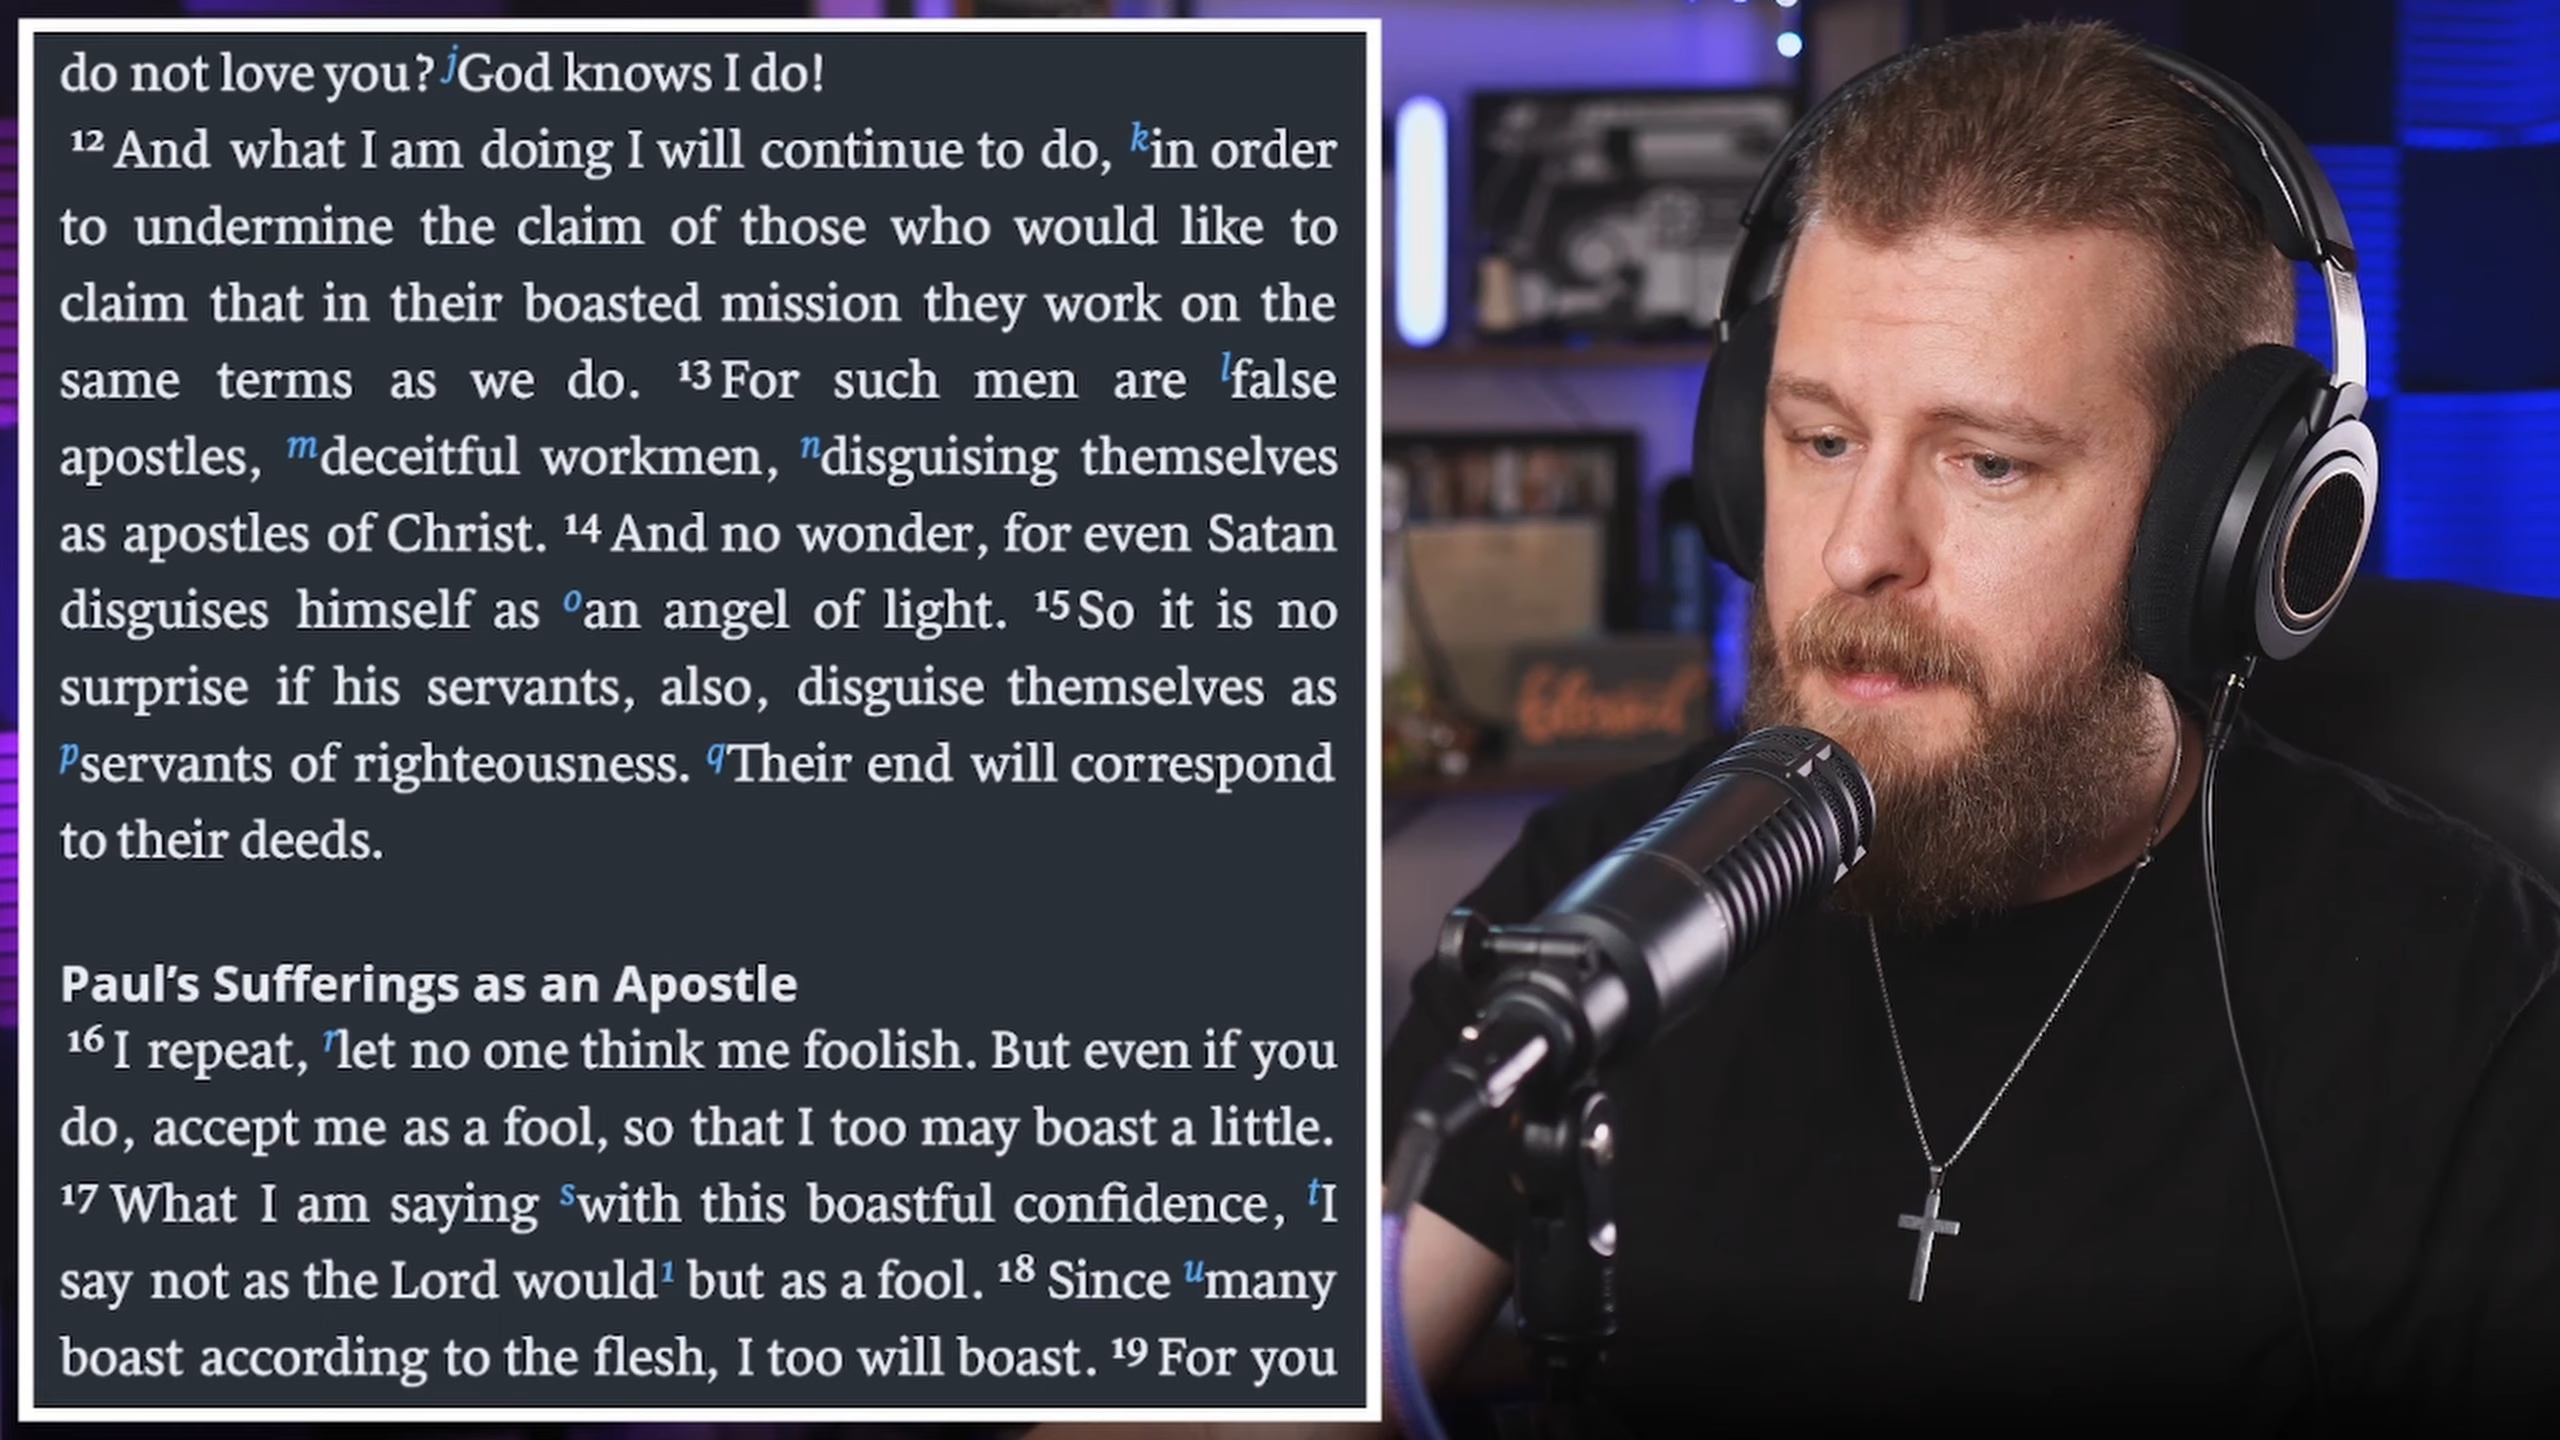 do not love you? jGod knows I do!
12 And what I am doing I will continue to do, kin order
to undermine the claim of those who would like to
claim that in their boasted mission they work on the
same terms as we do. 13 For such men are lfalse
apostles, mdeceitful workmen, ndisguising themselves
as apostles of Christ. 14 And no wonder, for even Satan
disguises himself as oan angel of light. 15 So it is no
surprise if his servants, also, disguise themselves as
pservants of righteousness. qTheir end will correspond
to their deeds.
Paul’s Sufferings as an Apostle
16 I repeat, rlet no one think me foolish. But even if you
do, accept me as a fool, so that I too may boast a little.
17 What I am saying swith this boastful confidence, tI
say not as the Lord would1 but as a fool. 18 Since umany
boast according to the flesh, I too will boast. 19 For you
blessed